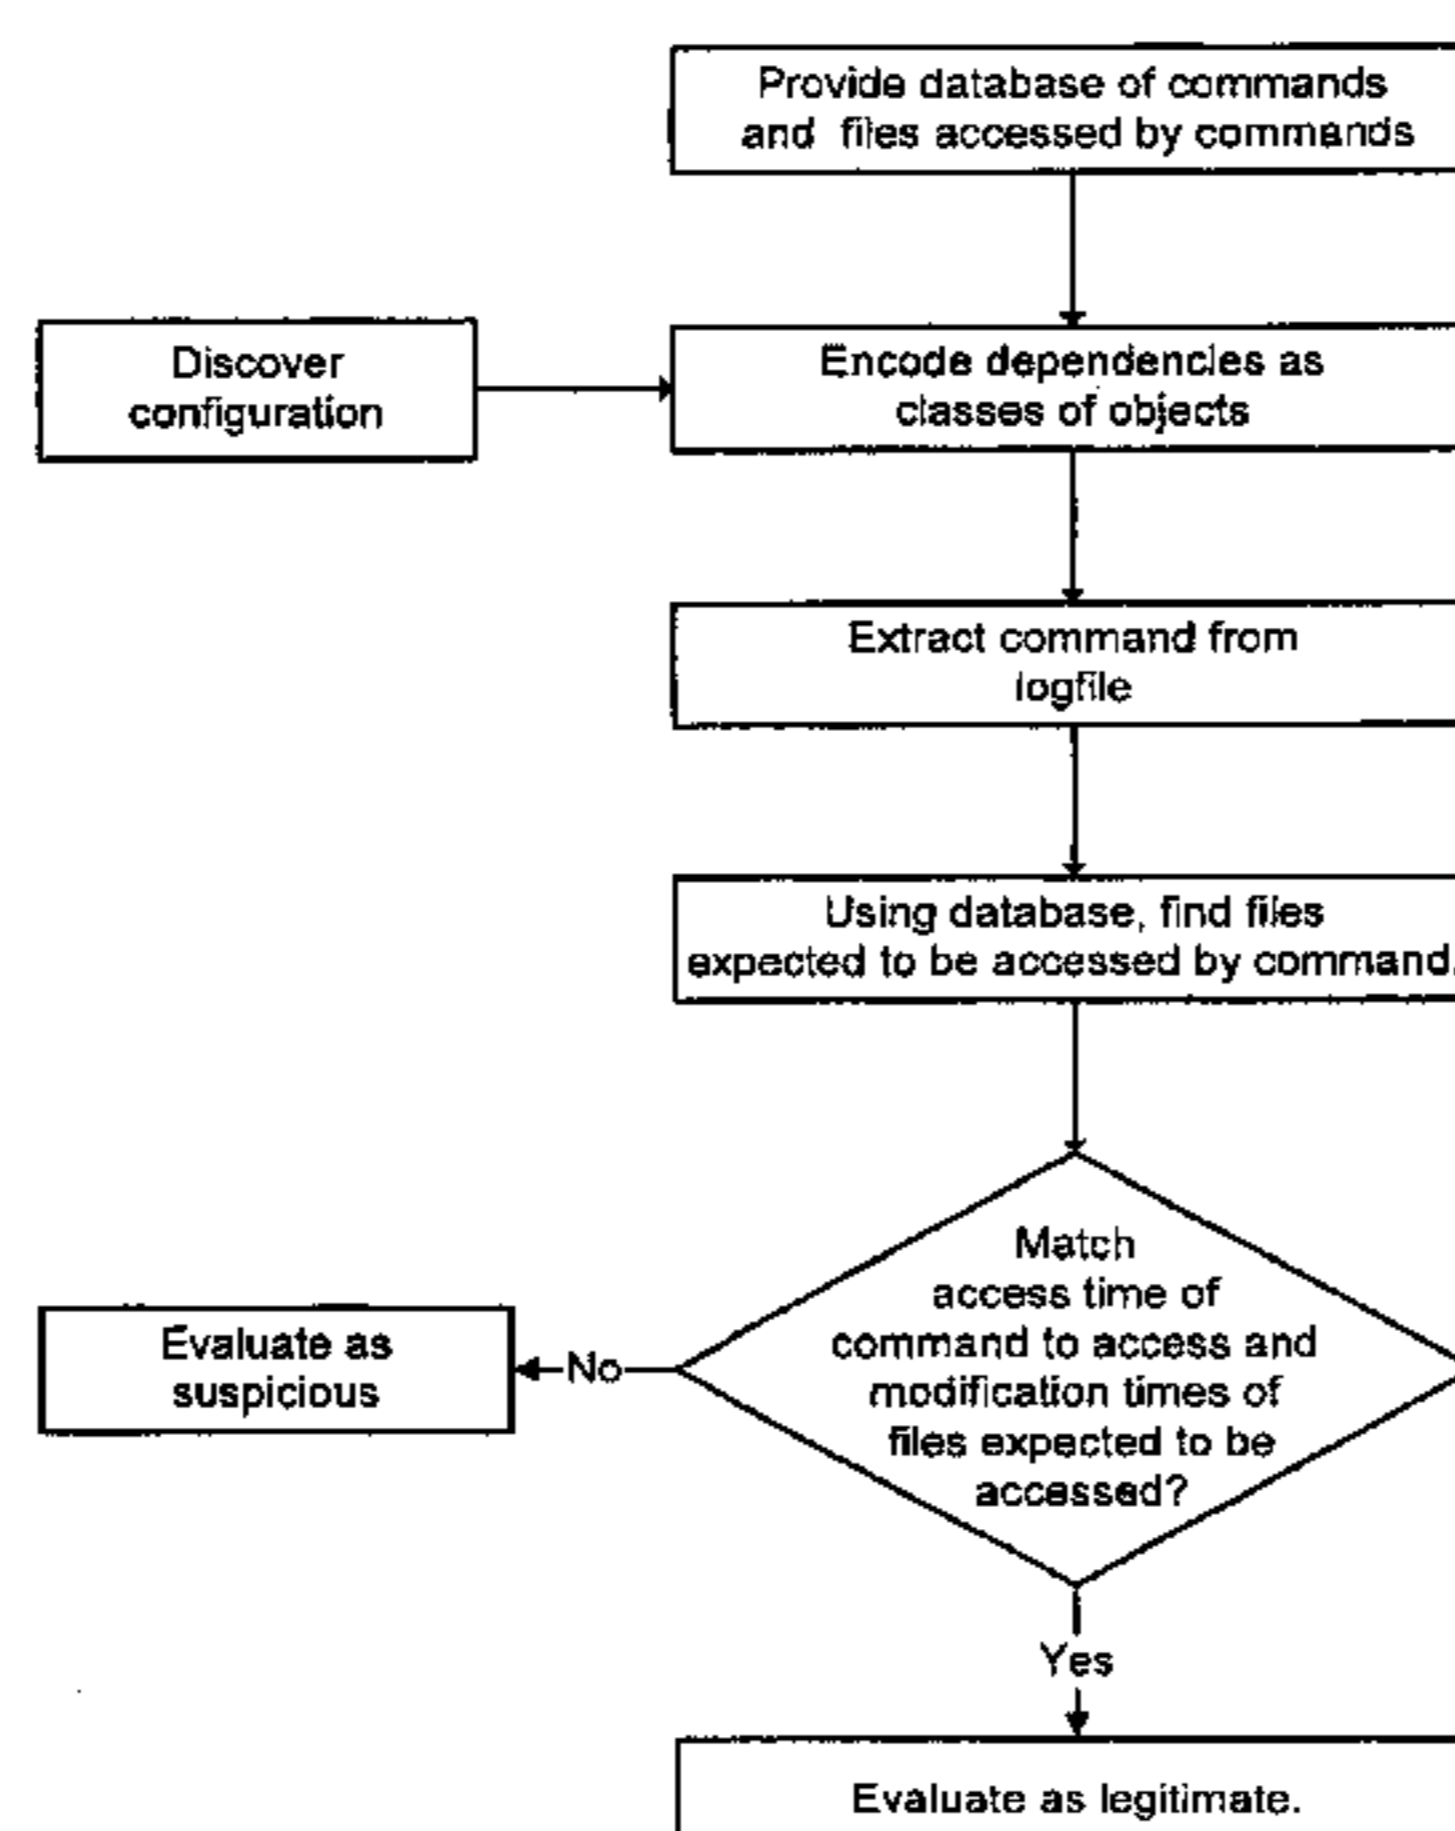 Provide database of commands
and files accessed by commands
Discover
configuration
Encode dependencies as
classes of objects
Extract command from
logfile
Using database, find files
expected to be accessed by command.
Match
access time of
command to access and
modification times of
files expected to be
accessed?
No
Evaluate as
suspicious
Yes
Evaluate as legitimate.